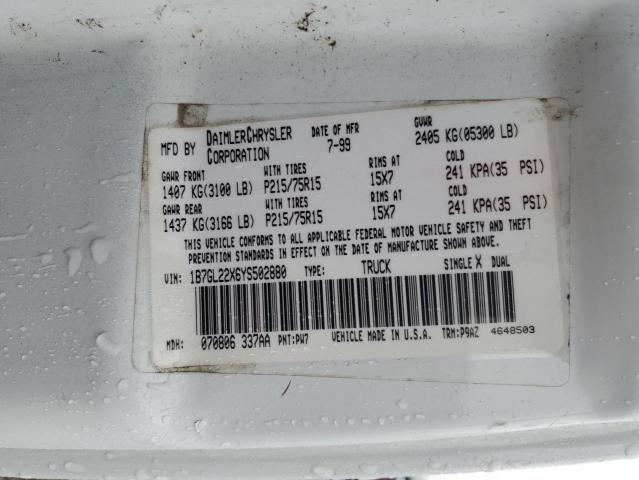 MFD BY DAIMLERCHRYSLER CORPORATION DATE OF MFR 7-99 GVWR 2405 KG(05300 LB)
GAWR FRONT WITH TIRES RIMS AT COLD
1407 KG(3100 LB) P215/75R15 15X7 241 KPA(35 PSI)
GAWR REAR WITH TIRES RIMS AT COLD
1437 KG(3166 LB) P215/75R15 15X7 241 KPA(35 PSI)
THIS VEHICLE CONFORMS TO ALL APPLICABLE FEDERAL MOTOR VEHICLE SAFETY AND THEFT
PREVENTION STANDARDS IN EFFECT ON THE DATE OF MANUFACTURE SHOWN ABOVE.
VIN: 1B7GL22X6YS502880 TYPE: TRUCK SINGLE X DUAL
MDH: 070806 337AA PNT:PW7 VEHICLE MADE IN U.S.A. TRM:P9AZ 4648503